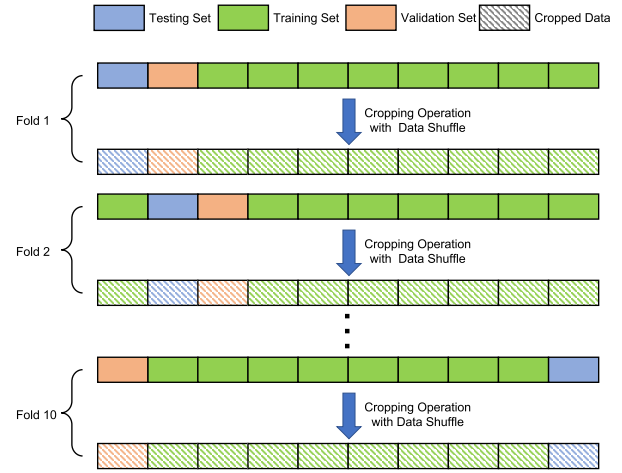 Testing Set
Training Set
Validation Set
Cropped Data
Fold 1
Cropping Operation
with Data Shuffle
Fold 2
Cropping Operation
with Data Shuffle
Fold 10
Cropping Operation
with Data Shuffle